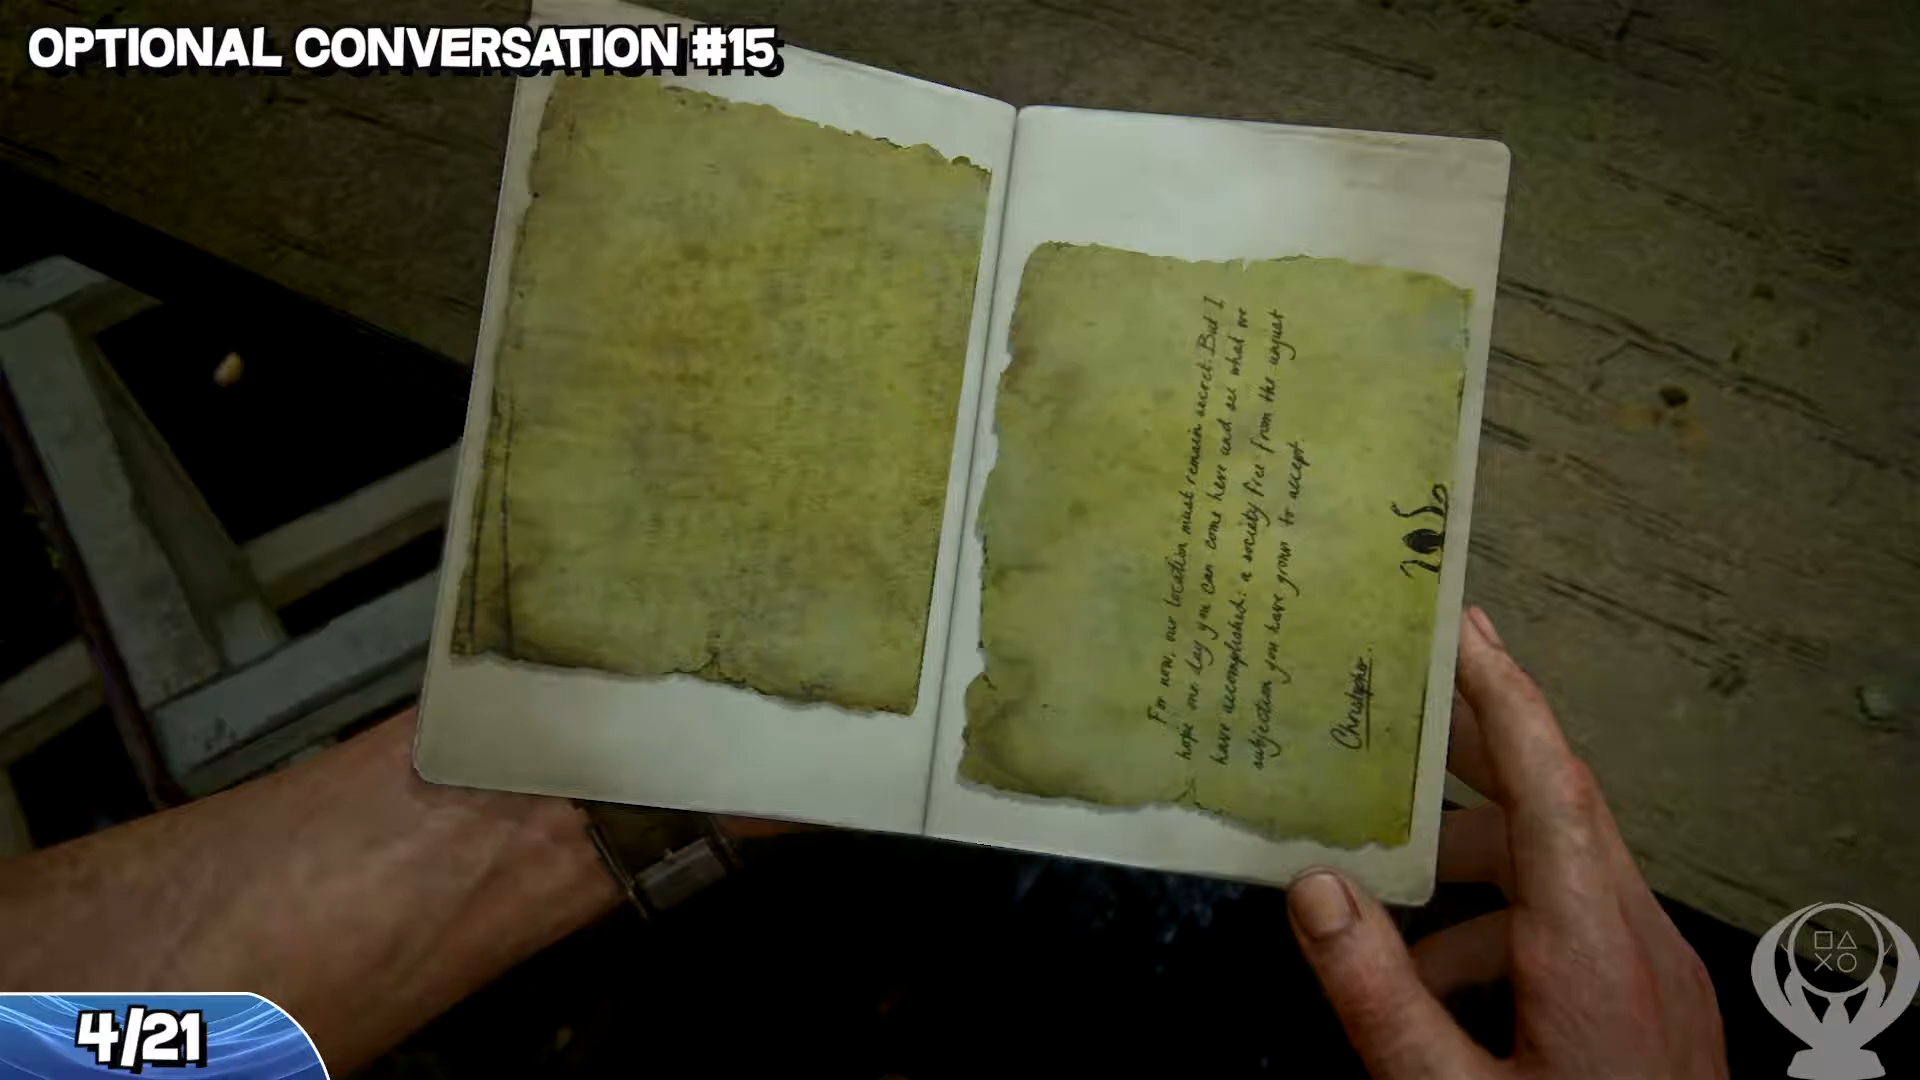 OPTIONAL CONVERSATION #15
For now, our location must remain secret. But I
hope one day you can come here and see what we
have accomplished: a society free from the unjust
subjection you have grown to accept.
Christopher.
4/21